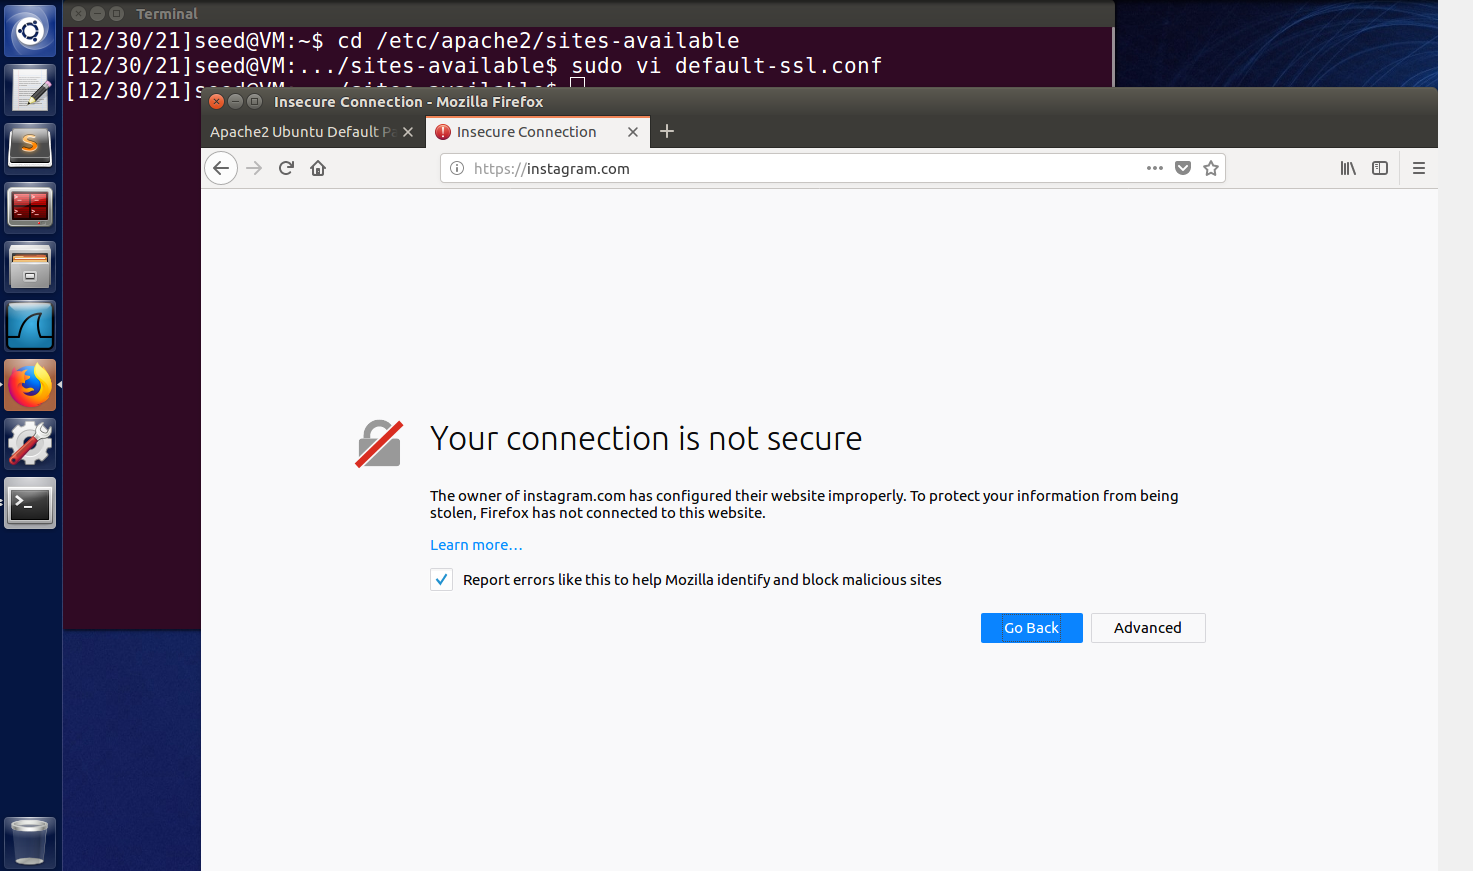 Terminal
[12/30/21]seed@VM:~$ cd /etc/apache2/sites-available
[12/30/21]seed@VM:.../sites-available$ sudo vi default-ssl.conf
[12/30/21]seed@VM:.../sites-available$
Insecure Connection - Mozilla Firefox
Apache2 Ubuntu Default Pa
Insecure Connection
https://instagram.com
Your connection is not secure
The owner of instagram.com has configured their website improperly. To protect your information from being
stolen, Firefox has not connected to this website.
Learn more…
Report errors like this to help Mozilla identify and block malicious sites
Go Back
Advanced